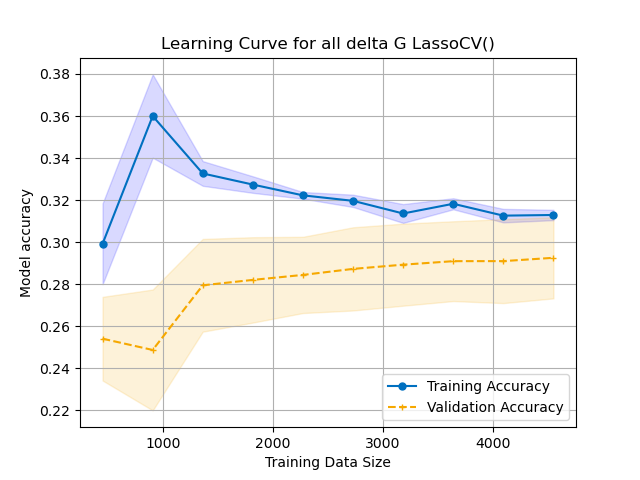 Learning Curve for all delta G LassoCV()
0.38
0.36
0.34
0.32
0.30
0.28
0.26
0.24
0.22
Model accuracy
1000 2000 3000 4000
Training Data Size
Training Accuracy
Validation Accuracy